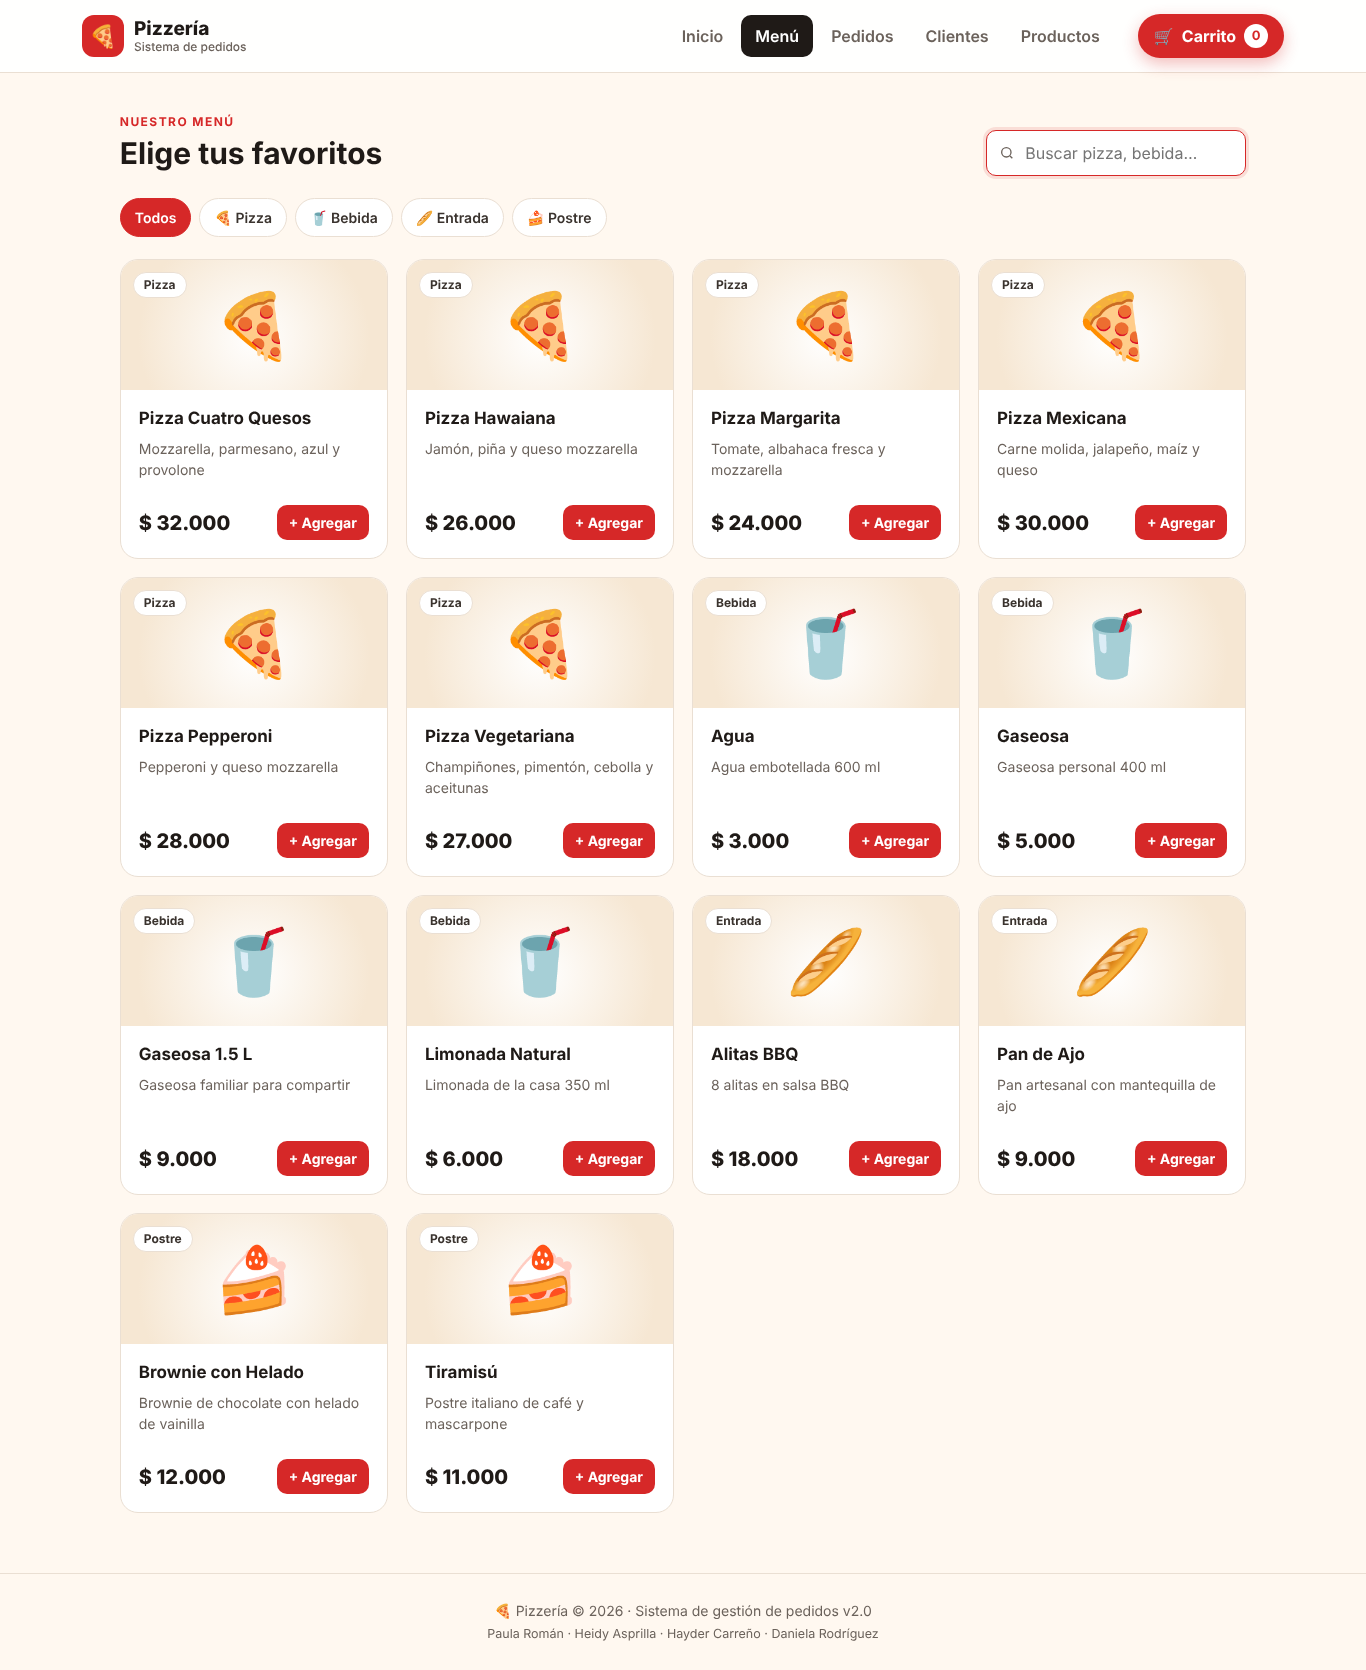 Pizzería
Sistema de pedidos
Inicio
Menú
Pedidos
Clientes
Productos
Carrito 0
NUESTRO MENÚ
Elige tus favoritos
Buscar pizza, bebida...
Todos
Pizza
Bebida
Entrada
Postre
Pizza
Pizza Cuatro Quesos
Mozzarella, parmesano, azul y
provolone
$ 32.000
+ Agregar
Pizza
Pizza Hawaiana
Jamón, piña y queso mozzarella
$ 26.000
+ Agregar
Pizza
Pizza Margarita
Tomate, albahaca fresca y
mozzarella
$ 24.000
+ Agregar
Pizza
Pizza Mexicana
Carne molida, jalapeño, maíz y
queso
$ 30.000
+ Agregar
Pizza
Pizza Pepperoni
Pepperoni y queso mozzarella
$ 28.000
+ Agregar
Pizza
Pizza Vegetariana
Champiñones, pimentón, cebolla y
aceitunas
$ 27.000
+ Agregar
Bebida
Agua
Agua embotellada 600 ml
$ 3.000
+ Agregar
Bebida
Gaseosa
Gaseosa personal 400 ml
$ 5.000
+ Agregar
Bebida
Gaseosa 1.5 L
Gaseosa familiar para compartir
$ 9.000
+ Agregar
Bebida
Limonada Natural
Limonada de la casa 350 ml
$ 6.000
+ Agregar
Entrada
Alitas BBQ
8 alitas en salsa BBQ
$ 18.000
+ Agregar
Entrada
Pan de Ajo
Pan artesanal con mantequilla de
ajo
$ 9.000
+ Agregar
Postre
Brownie con Helado
Brownie de chocolate con helado
de vainilla
$ 12.000
+ Agregar
Postre
Tiramisú
Postre italiano de café y
mascarpone
$ 11.000
+ Agregar
Pizzería © 2026 · Sistema de gestión de pedidos v2.0
Paula Román · Heidy Asprilla · Hayder Carreño · Daniela Rodríguez